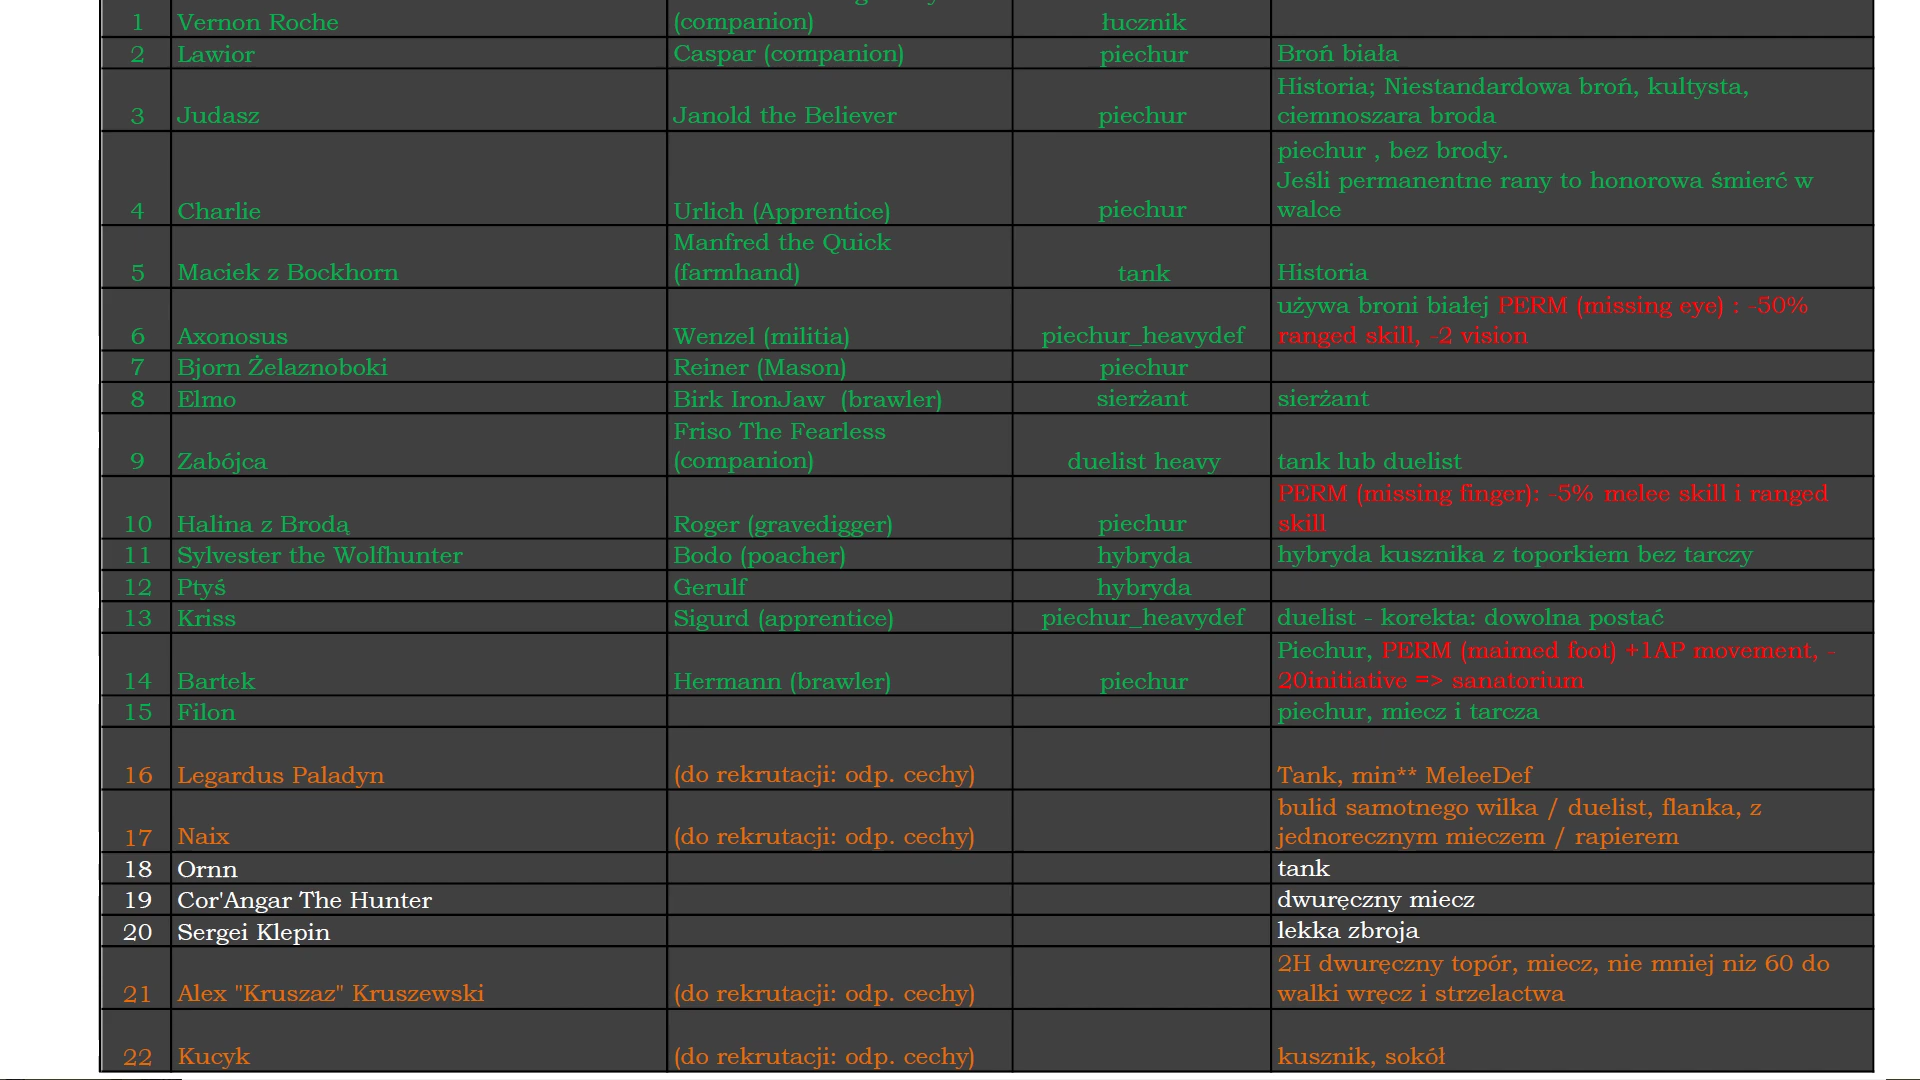 1 Vernon Roche (companion) łucznik
2 Lawior Caspar (companion) piechur Broń biała
Historia; Niestandardowa broń, kultysta,
3 Judasz Janold the Believer piechur ciemnoszara broda
piechur , bez brody.
Jeśli permanentne rany to honorowa śmierć w
4 Charlie Urlich (Apprentice) piechur walce
Manfred the Quick
5 Maciek z Bockhorn (farmhand) tank Historia
używa broni białej PERM (missing eye) : -50%
6 Axonosus Wenzel (militia) piechur_heavydef ranged skill, -2 vision
7 Bjorn Żelaznoboki Reiner (Mason) piechur
8 Elmo Birk IronJaw (brawler) sierżant sierżant
Friso The Fearless
9 Zabójca (companion) duelist heavy tank lub duelist
PERM (missing finger): -5% melee skill i ranged
10 Halina z Brodą Roger (gravedigger) piechur skill
11 Sylvester the Wolfhunter Bodo (poacher) hybryda hybryda kusznika z toporkiem bez tarczy
12 Ptyś Gerulf hybryda
13 Kriss Sigurd (apprentice) piechur_heavydef duelist - korekta: dowolna postać
Piechur, PERM (maimed foot) +1AP movement, -
14 Bartek Hermann (brawler) piechur 20initiative => sanatorium
15 Filon piechur, miecz i tarcza
16 Legardus Paladyn (do rekrutacji: odp. cechy) Tank, min** MeleeDef
bulid samotnego wilka / duelist, flanka, z
17 Naix (do rekrutacji: odp. cechy) jednorecznym mieczem / rapierem
18 Ornn tank
19 Cor'Angar The Hunter dwuręczny miecz
20 Sergei Klepin lekka zbroja
2H dwuręczny topór, miecz, nie mniej niz 60 do
21 Alex "Kruszaz" Kruszewski (do rekrutacji: odp. cechy) walki wręcz i strzelactwa
22 Kucyk (do rekrutacji: odp. cechy) kusznik, sokół